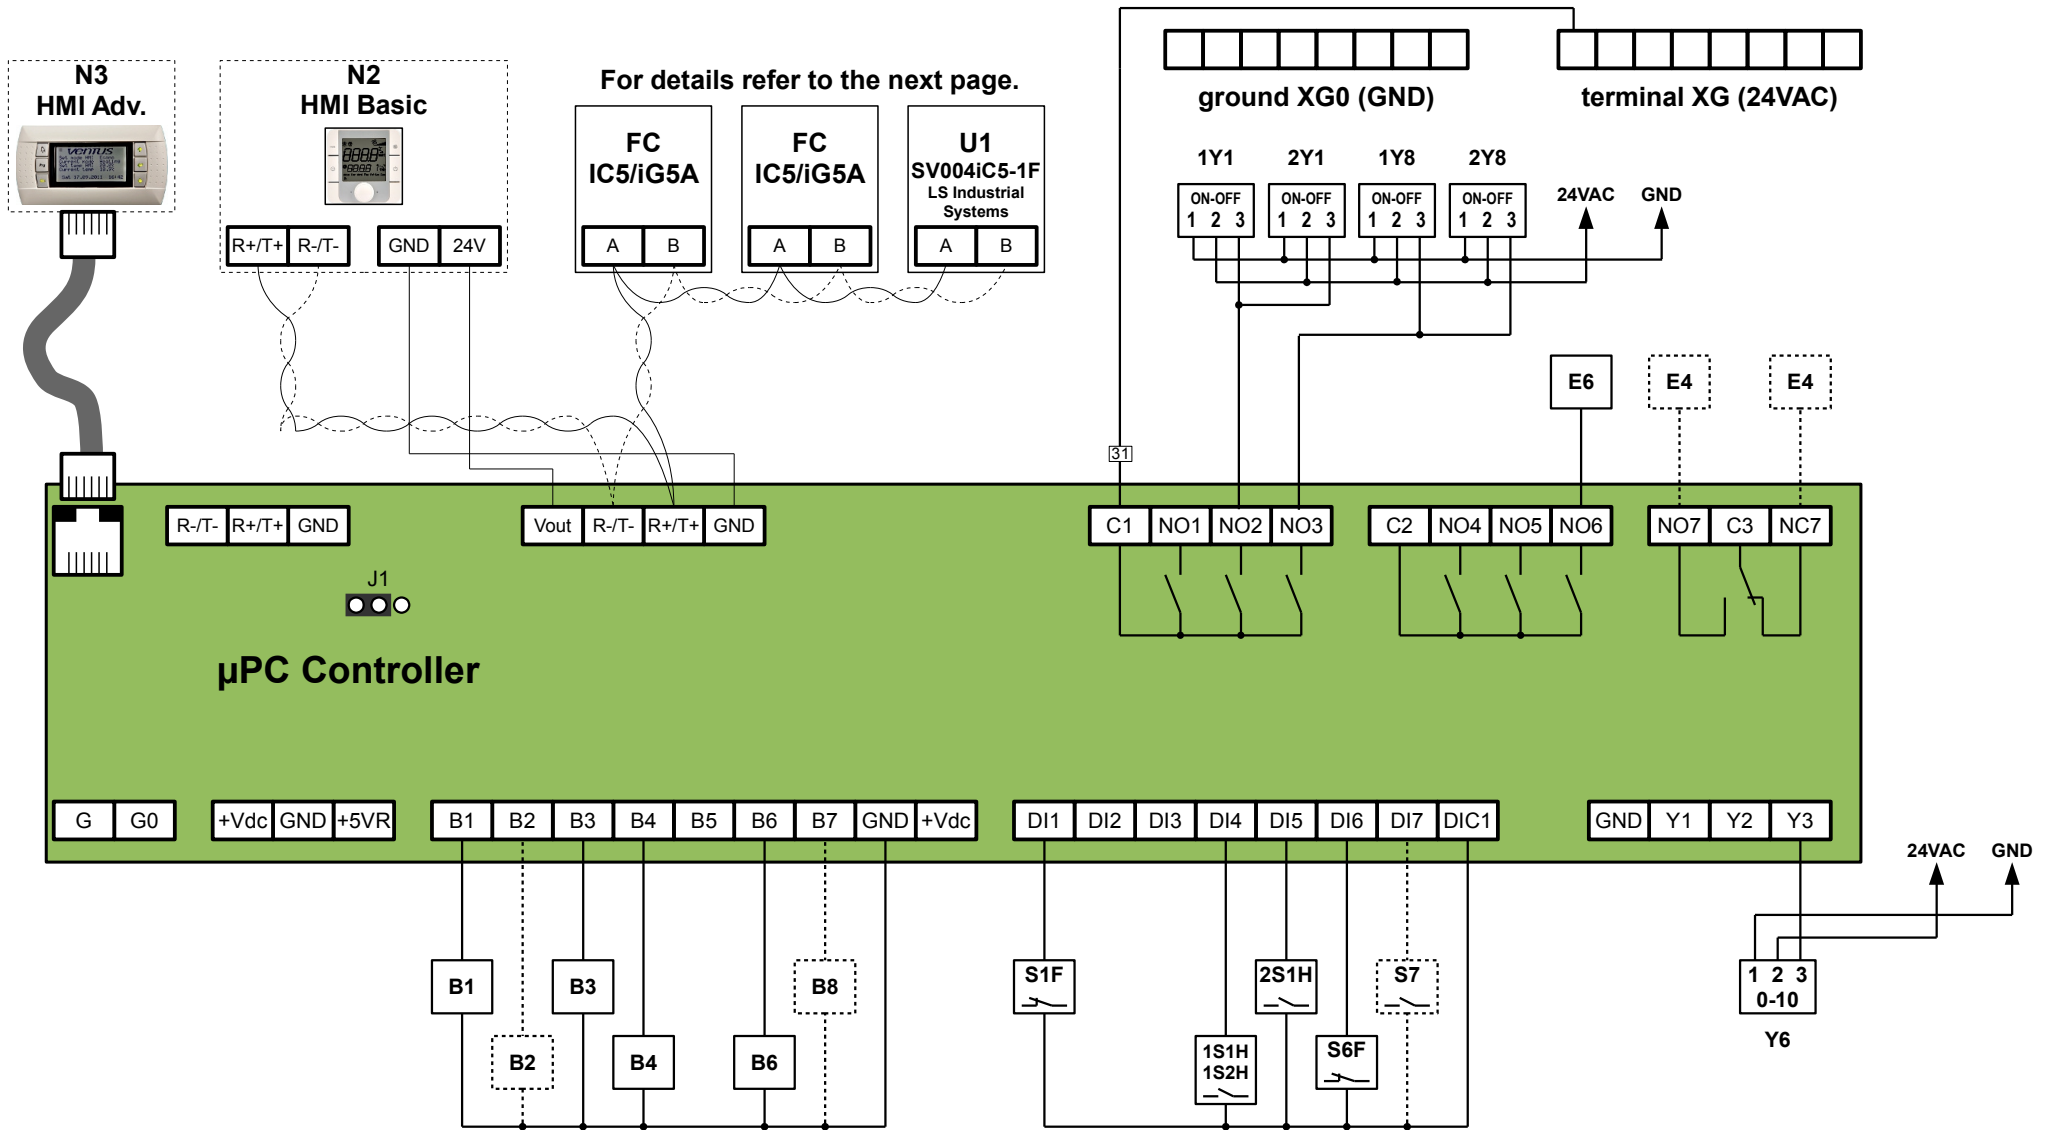 N3
HMI Adv.
VENTUS
N2
HMI Basic
R+/T+ R-/T- GND 24V
For details refer to the next page.
FC
IC5/iG5A
A B
FC
IC5/iG5A
A B
U1
SV004iC5-1F
LS Industrial
Systems
A B
ground XG0 (GND)
terminal XG (24VAC)
1Y1 2Y1 1Y8 2Y8
ON-OFF ON-OFF ON-OFF ON-OFF
1 2 3 1 2 3 1 2 3 1 2 3
24VAC GND
E6 E4 E4
31
R-/T- R+/T+ GND
Vout R-/T- R+/T+ GND
C1 NO1 NO2 NO3
C2 NO4 NO5 NO6
NO7 C3 NC7
J1
µPC Controller
G G0
+Vdc GND +5VR
B1 B2 B3 B4 B5 B6 B7 GND +Vdc
DI1 DI2 DI3 DI4 DI5 DI6 DI7 DIC1
GND Y1 Y2 Y3
24VAC GND
B1 B3 B8
B2 B4 B6
S1F 2S1H S7
1S1H
1S2H
S6F
1 2 3
0-10
Y6